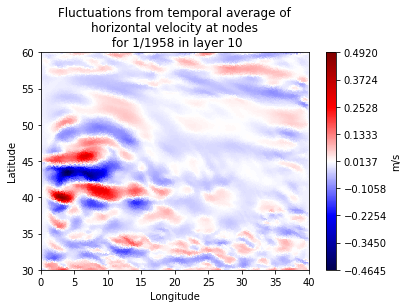 Fluctuations from temporal average of
horizontal velocity at nodes
for 1/1958 in layer 10
60
55
50
45
40
35
30
Latitude
0 5 10 15 20 25 30 35 40
Longitude
0.4920
0.3724
0.2528
0.1333
0.0137
−0.1058
−0.2254
−0.3450
−0.4645
m/s